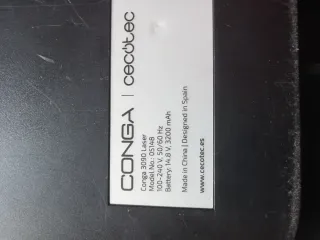 CONGA | cecotec
Conga 3090 Laser
Model No.: 05148
100-240 V, 50/60 Hz
Battery: 14.8 V, 3200 mAh
Made in China | Designed in Spain
www.cecotec.es